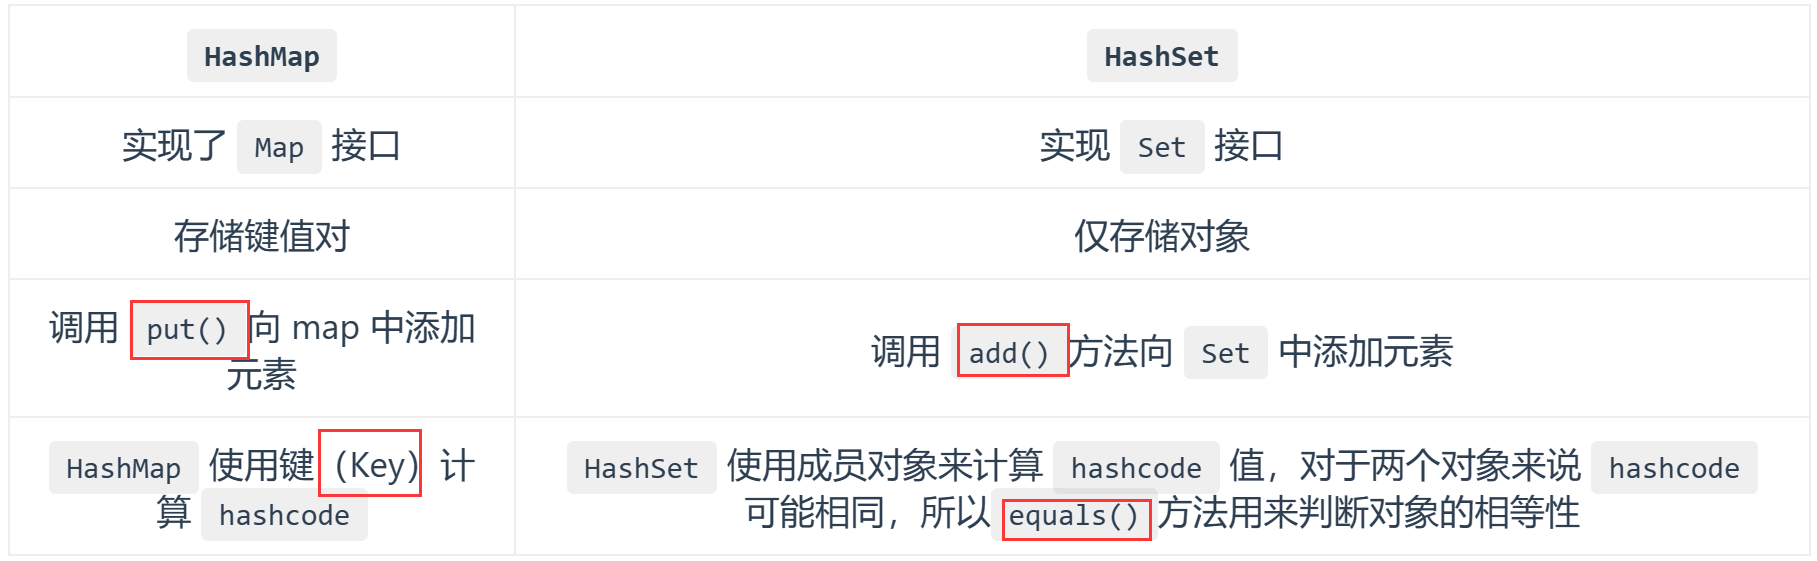 HashMap
HashSet
实现了 Map 接口
实现 Set 接口
存储键值对
仅存储对象
调用 put() 向 map 中添加
元素
调用 add() 方法向 Set 中添加元素
HashMap 使用键（Key）计
算 hashcode
HashSet 使用成员对象来计算 hashcode 值，对于两个对象来说 hashcode
可能相同，所以 equals() 方法用来判断对象的相等性